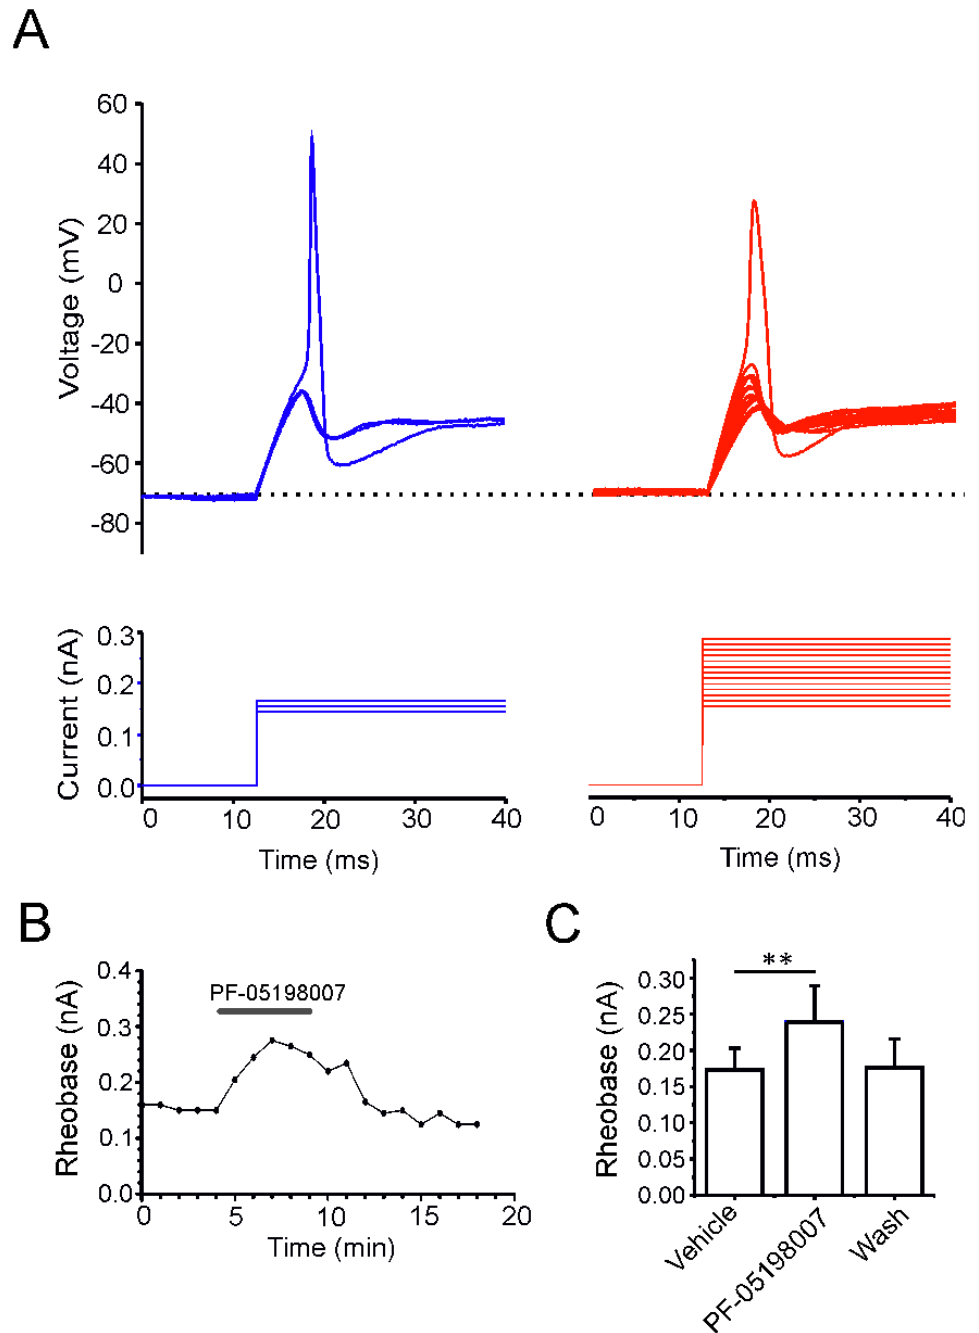 A
60
40
20
0
-20
-40
-60
-80
Voltage (mV)
0.3
0.2
0.1
0.0
Current (nA)
0 10 20 30 40
Time (ms)
0 10 20 30 40
Time (ms)
B
0.4
0.3
0.2
0.1
0.0
Rheobase (nA)
PF-05198007
0 5 10 15 20
Time (min)
C
0.30
0.25
0.20
0.15
0.10
0.05
0.00
Rheobase (nA)
**
Vehicle
PF-05198007
Wash